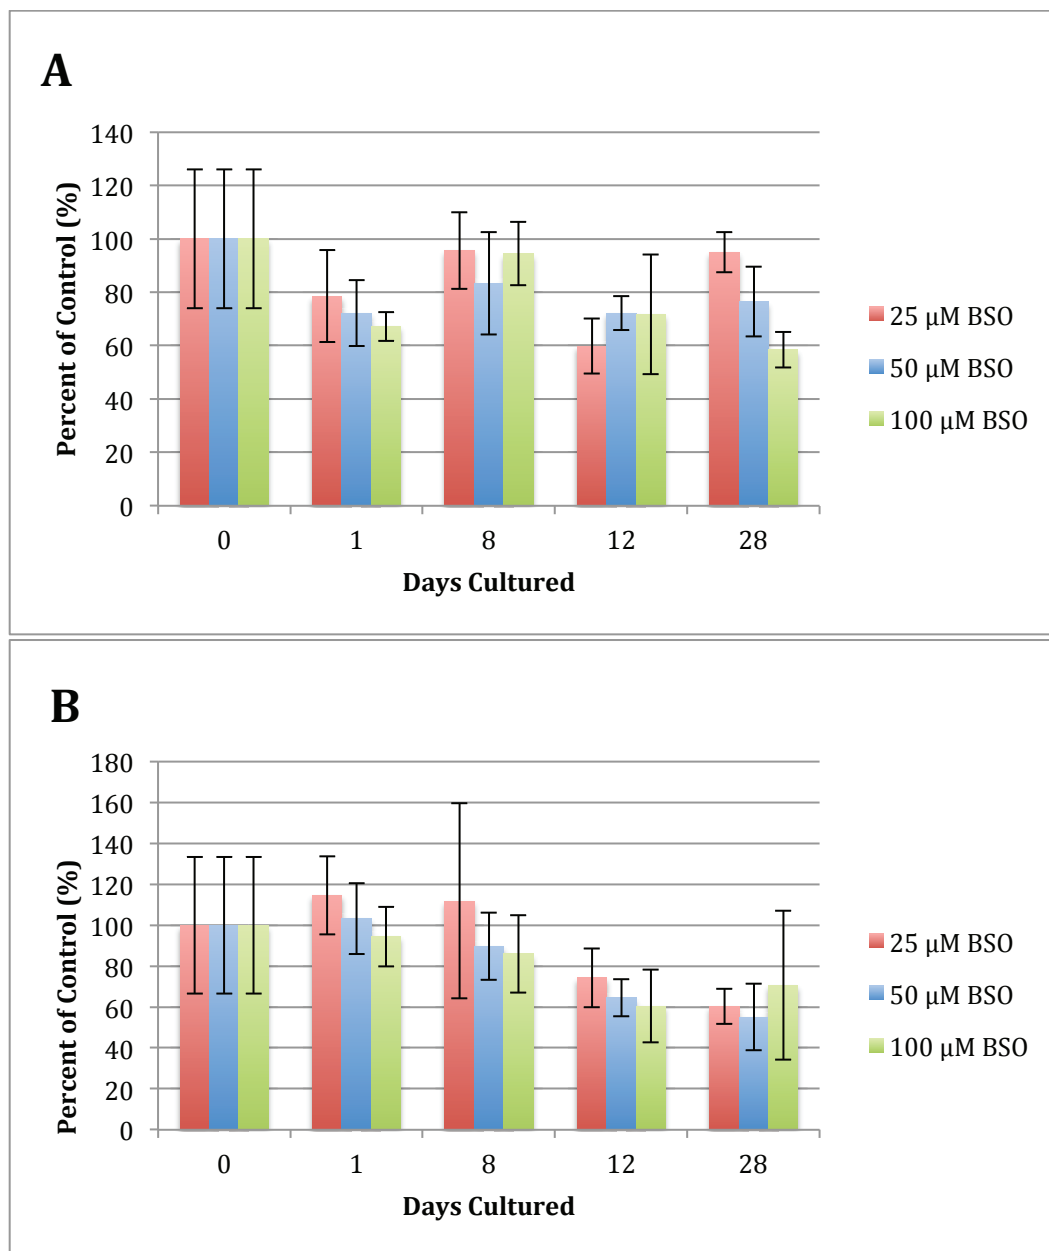 A
140
120
100
80
60
40
20
0
Percent of Control (%)
0 1 8 12 28
Days Cultured
25 μM BSO
50 μM BSO
100 μM BSO
B
180
160
140
120
100
80
60
40
20
0
Percent of Control (%)
0 1 8 12 28
Days Cultured
25 μM BSO
50 μM BSO
100 μM BSO